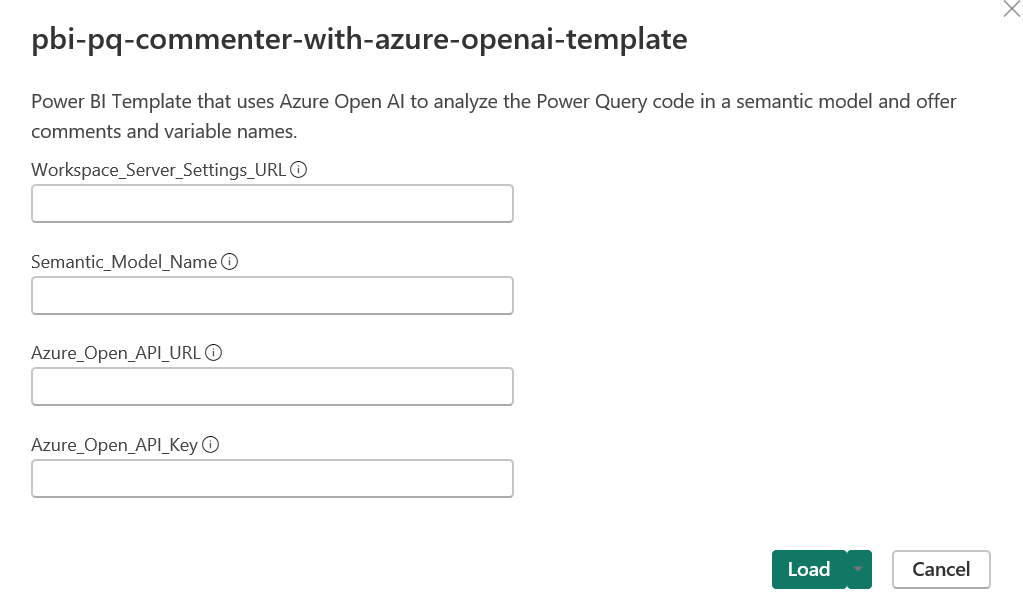 pbi-pq-commenter-with-azure-openai-template
Power BI Template that uses Azure Open AI to analyze the Power Query code in a semantic model and offer
comments and variable names.
Workspace_Server_Settings_URL
Semantic_Model_Name
Azure_Open_API_URL
Azure_Open_API_Key
Load
Cancel